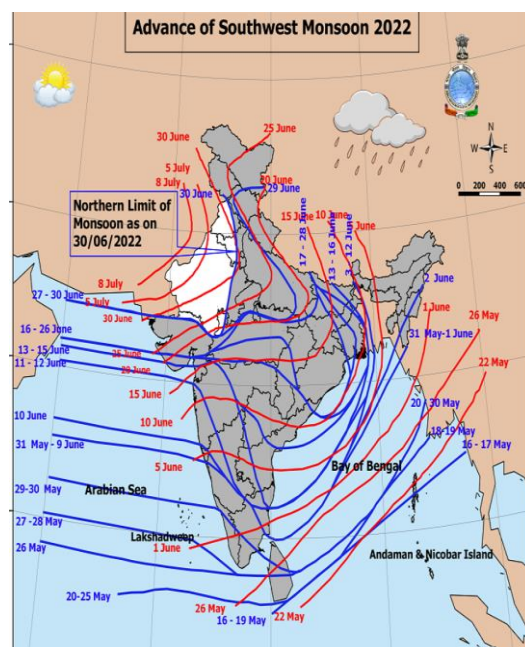 Advance of Southwest Monsoon 2022
25 June
30 June
N
W
E
S
5 July
8 July
30 June
29 June
30 June
Northern Limit of
Monsoon as on
30/06/2022
0 200 400 600
15 June
10 June
5 June
17 - 28 June
13 - 16 June
3 - 12 June
2 June
8 July
5 July
27 - 30 June
30 June
1 June
26 May
31 May-1 June
16 - 26 June
13 - 15 June
11 - 12 June
25 June
20 June
15 June
22 May
10 June
10 June
20 - 30 May
18-19 May
16 - 17 May
31 May - 9 June
5 June
Bay of Bengal
29-30 May
Arabian Sea
27 - 28 May
Lakshadweep
26 May
1 June
Andaman & Nicobar Island
20-25 May
26 May
16 - 19 May
22 May